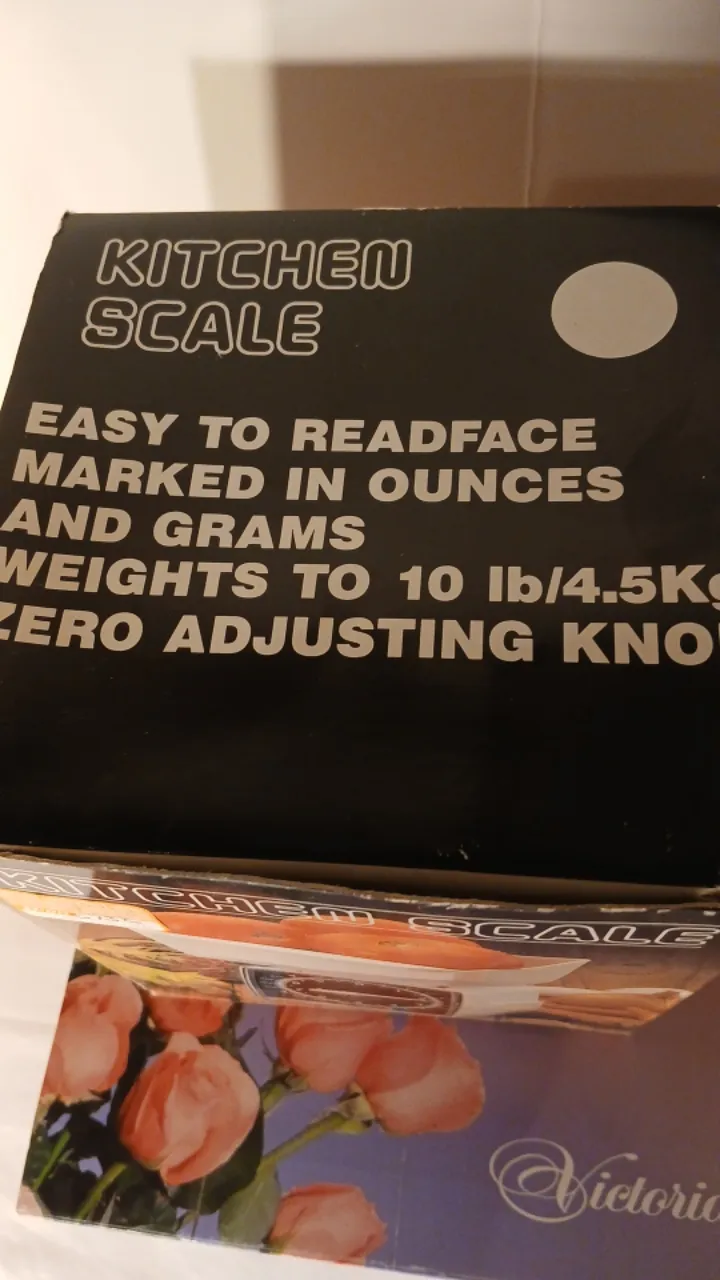 KITCHEN
SCALE
EASY TO READFACE
MARKED IN OUNCES
AND GRAMS
WEIGHTS TO 10 lb/4.5Kg
ZERO ADJUSTING KNO
KITCHEN SCALE
Victoria